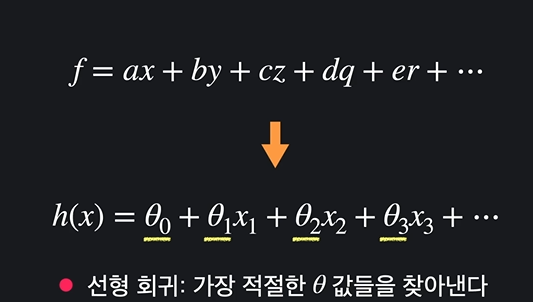 f = ax + by + cz + dq + er + ⋯
h(x) = θ₀ + θ₁x₁ + θ₂x₂ + θ₃x₃ + ⋯
선형 회귀: 가장 적절한 θ 값들을 찾아낸다